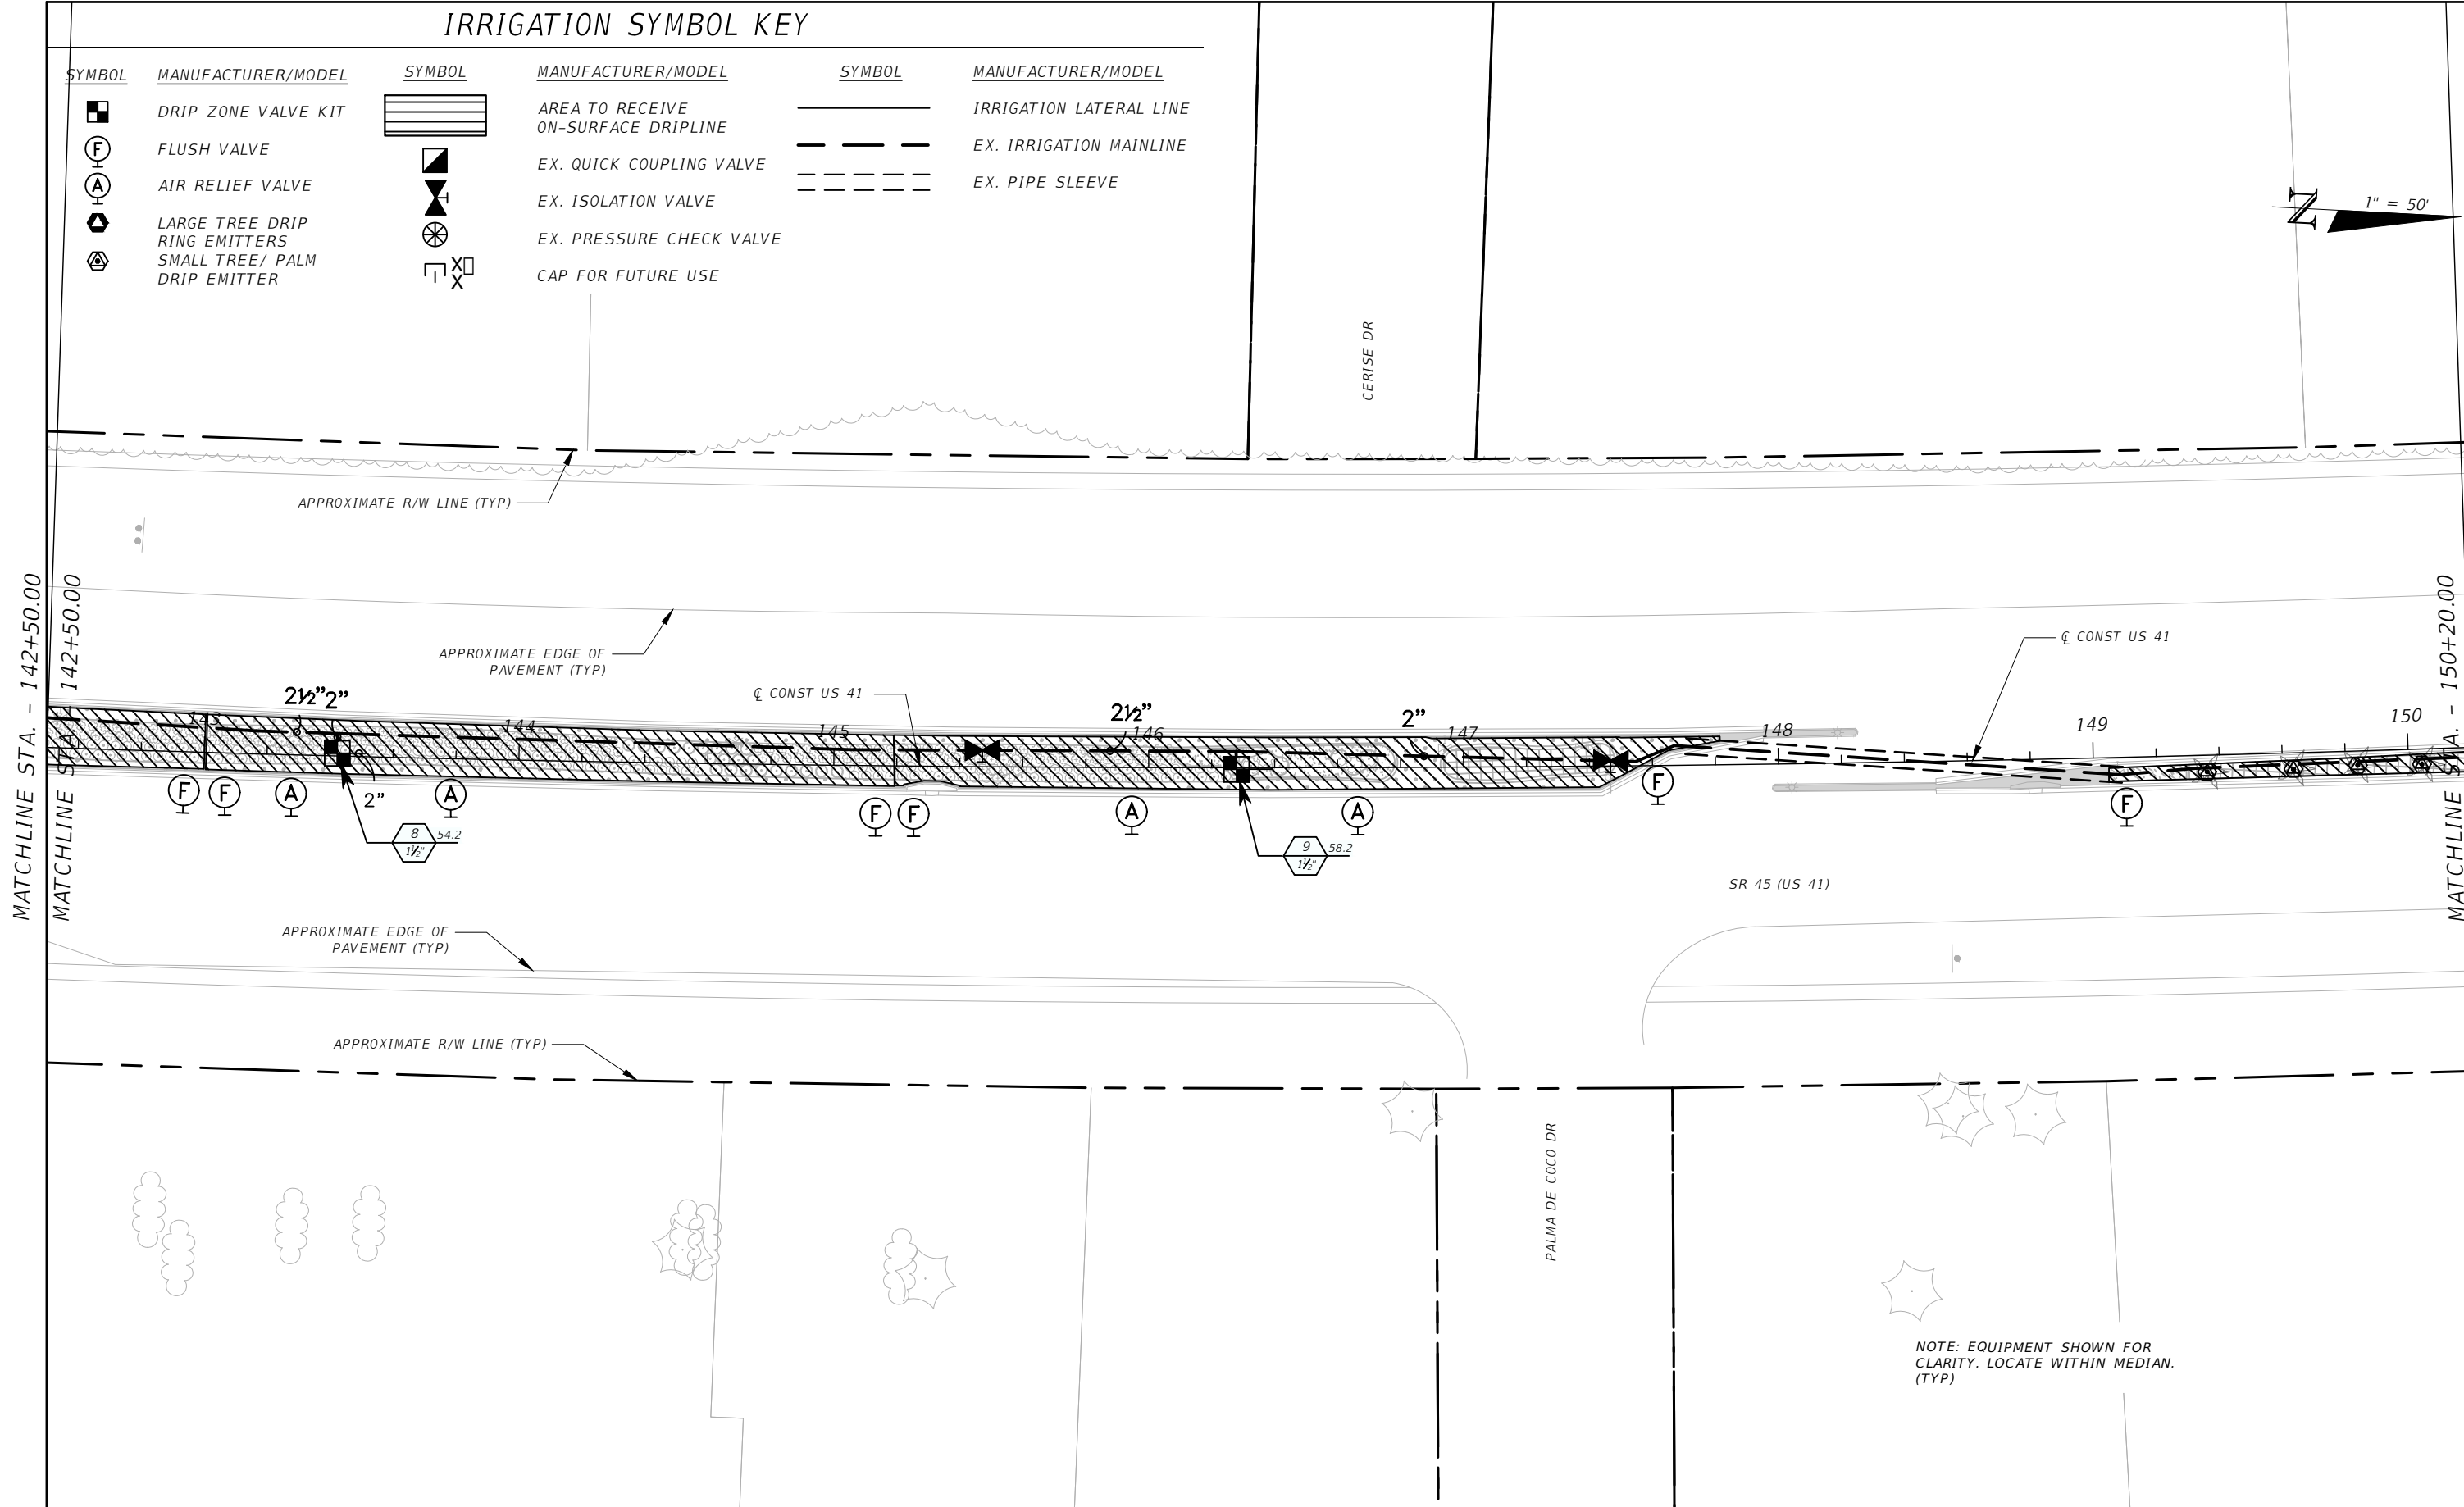 IRRIGATION SYMBOL KEY
SYMBOL MANUFACTURER/MODEL
DRIP ZONE VALVE KIT
F FLUSH VALVE
A AIR RELIEF VALVE
LARGE TREE DRIP
RING EMITTERS
SMALL TREE/ PALM
DRIP EMITTER
SYMBOL MANUFACTURER/MODEL
AREA TO RECEIVE
ON-SURFACE DRIPLINE
EX. QUICK COUPLING VALVE
EX. ISOLATION VALVE
EX. PRESSURE CHECK VALVE
X
X
CAP FOR FUTURE USE
SYMBOL MANUFACTURER/MODEL
IRRIGATION LATERAL LINE
EX. IRRIGATION MAINLINE
EX. PIPE SLEEVE
N
1" = 50'
CERISE DR
APPROXIMATE R/W LINE (TYP)
MATCHLINE STA. - 142+50.00
MATCHLINE STA. - 142+50.00
MATCHLINE STA. - 150+20.00
APPROXIMATE EDGE OF
PAVEMENT (TYP)
℄ CONST US 41
℄ CONST US 41
2½” 2”
2½”
2”
143
144
145
146
147
148
149
150
2”
F
F
A
A
F
F
A
A
F
F
8
1½"
54.2
9
1½"
58.2
SR 45 (US 41)
APPROXIMATE EDGE OF
PAVEMENT (TYP)
APPROXIMATE R/W LINE (TYP)
PALMA DE COCO DR
NOTE: EQUIPMENT SHOWN FOR
CLARITY. LOCATE WITHIN MEDIAN.
(TYP)